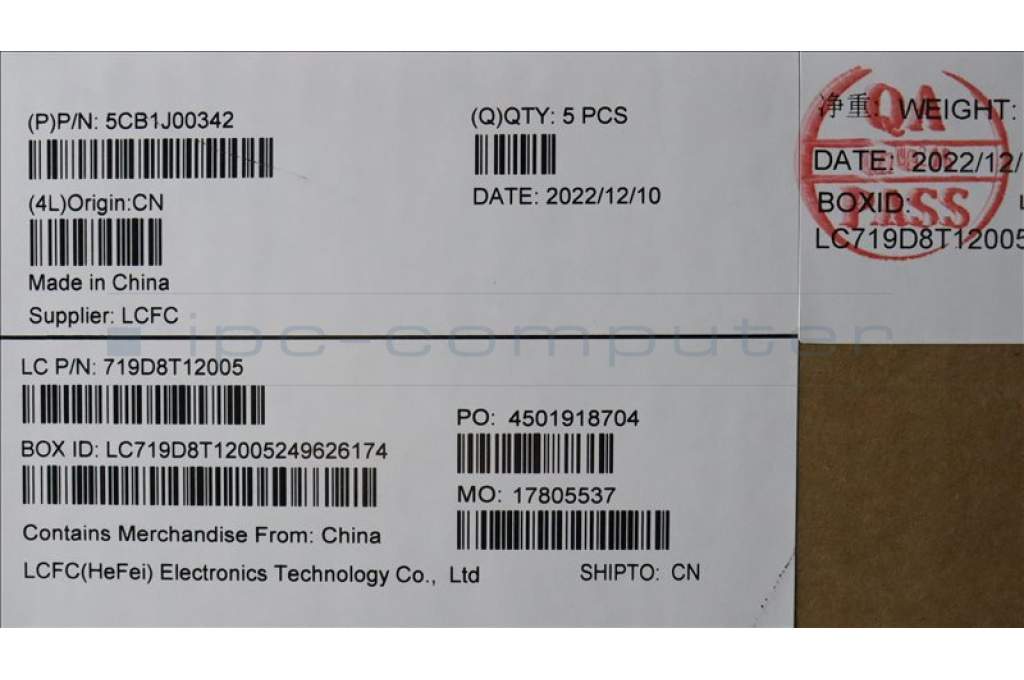 (P)P/N: 5CB1J00342
(Q)QTY: 5 PCS
(4L)Origin:CN
DATE: 2022/12/10
Made in China
Supplier: LCFC
净重: WEIGHT:
DATE: 2022/12/
BOXID:
LC719D8T12005
QA
PASS
ipc-computer
LC P/N: 719D8T12005
PO: 4501918704
BOX ID: LC719D8T12005249626174
MO: 17805537
Contains Merchandise From: China
LCFC(HeFei) Electronics Technology Co., Ltd
SHIPTO: CN